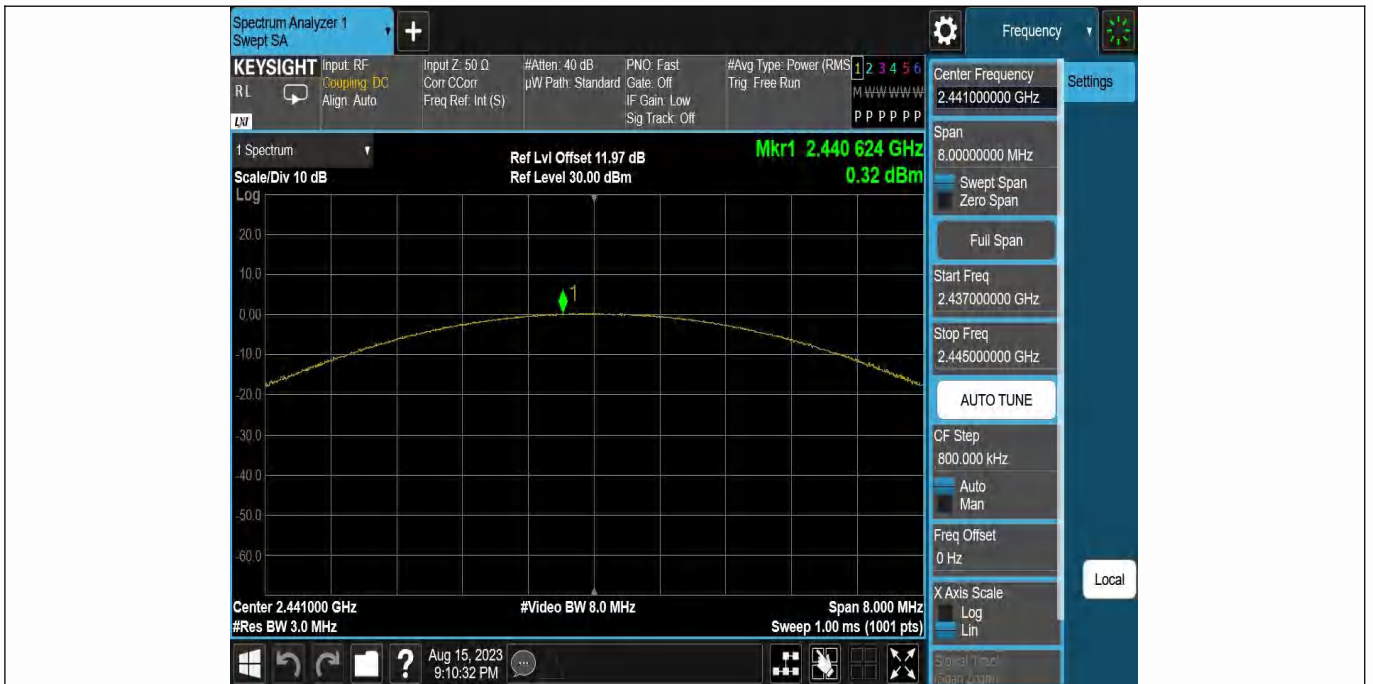 Spectrum Analyzer 1
Swept SA
+
Frequency
KEYSIGHT
RL
LXI
Input: RF
Coupling: DC
Align: Auto
Input Z: 50 Ω
Corr CCorr
Freq Ref: Int (S)
#Atten: 40 dB
µW Path: Standard
PNO: Fast
Gate: Off
IF Gain: Low
Sig Track: Off
#Avg Type: Power (RMS
Trig: Free Run
1 2 3 4 5 6
M W W W W W
P P P P P P
1 Spectrum
Scale/Div 10 dB
Log
Ref Lvl Offset 11.97 dB
Ref Level 30.00 dBm
Mkr1 2.440 624 GHz
0.32 dBm
20.0
10.0
0.00
-10.0
-20.0
-30.0
-40.0
-50.0
-60.0
1
Center 2.441000 GHz
#Res BW 3.0 MHz
#Video BW 8.0 MHz
Span 8.000 MHz
Sweep 1.00 ms (1001 pts)
?
Aug 15, 2023
9:10:32 PM
Center Frequency
2.441000000 GHz
Span
8.00000000 MHz
Swept Span
Zero Span
Full Span
Start Freq
2.437000000 GHz
Stop Freq
2.445000000 GHz
AUTO TUNE
CF Step
800.000 kHz
Auto
Man
Freq Offset
0 Hz
X Axis Scale
Log
Lin
Signal Track
(Span Zoom)
Settings
Local